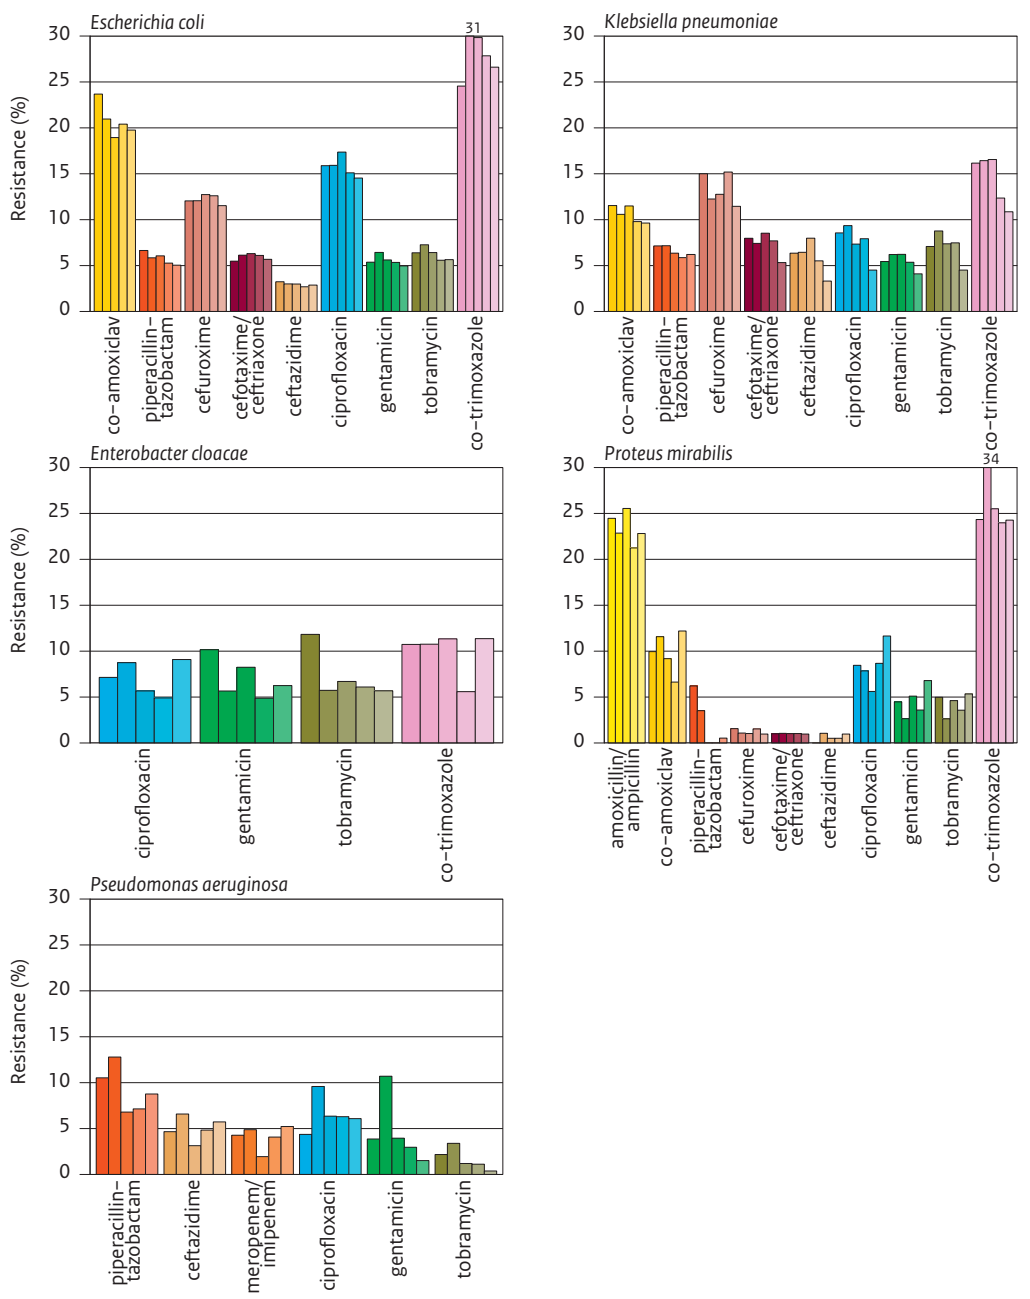 Escherichia coli
31
Resistance (%)
30
25
20
15
10
5
0
co-amoxiclav
piperacillin-
tazobactam
cefuroxime
cefotaxime/
ceftriaxone
ceftazidime
ciprofloxacin
gentamicin
tobramycin
co-trimoxazole
Klebsiella pneumoniae
30
25
20
15
10
5
0
co-amoxiclav
piperacillin-
tazobactam
cefuroxime
cefotaxime/
ceftriaxone
ceftazidime
ciprofloxacin
gentamicin
tobramycin
co-trimoxazole
Enterobacter cloacae
Resistance (%)
30
25
20
15
10
5
0
ciprofloxacin
gentamicin
tobramycin
co-trimoxazole
Proteus mirabilis
34
30
25
20
15
10
5
0
amoxicillin/
ampicillin
co-amoxiclav
piperacillin-
tazobactam
cefuroxime
cefotaxime/
ceftriaxone
ceftazidime
ciprofloxacin
gentamicin
tobramycin
co-trimoxazole
Pseudomonas aeruginosa
Resistance (%)
30
25
20
15
10
5
0
piperacillin-
tazobactam
ceftazidime
meropenem/
imipenem
ciprofloxacin
gentamicin
tobramycin